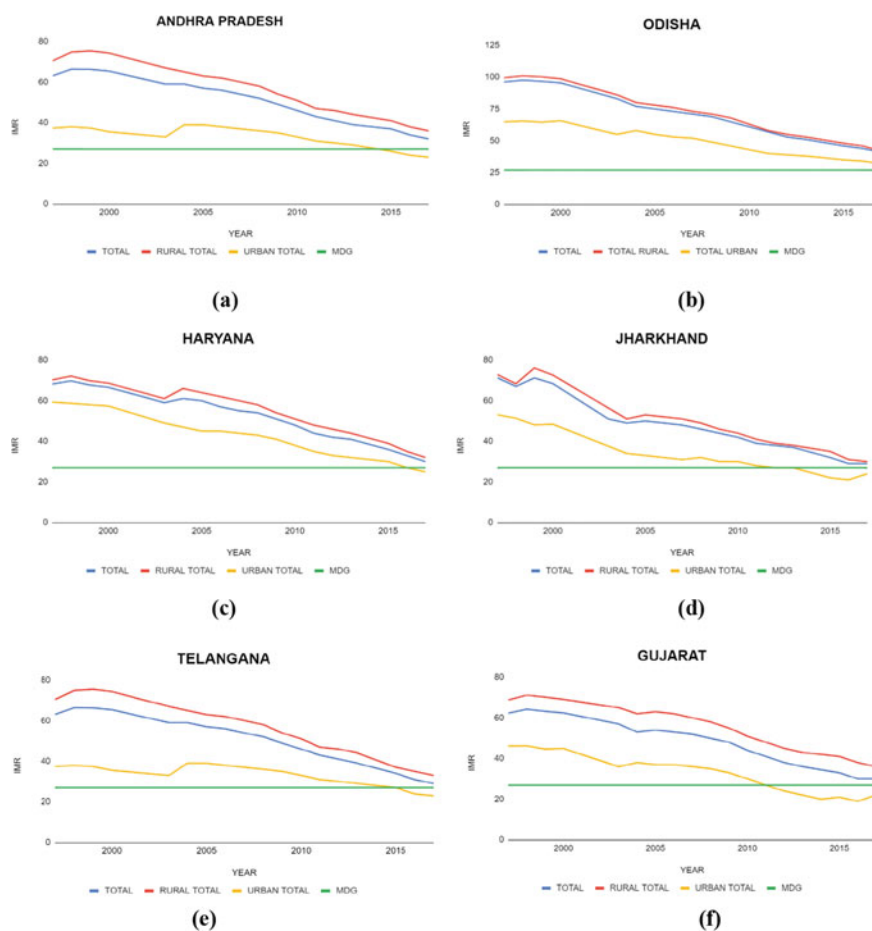 ANDHRA PRADESH
80
60
40
20
0
IMR
2000 2005 2010 2015
YEAR
TOTAL RURAL TOTAL URBAN TOTAL MDG
(a)
ODISHA
125
100
75
50
25
0
IMR
2000 2005 2010 2015
YEAR
TOTAL TOTAL RURAL TOTAL URBAN MDG
(b)
HARYANA
80
60
40
20
0
IMR
2000 2005 2010 2015
YEAR
TOTAL RURAL TOTAL URBAN TOTAL MDG
(c)
JHARKHAND
80
60
40
20
0
IMR
2000 2005 2010 2015
YEAR
TOTAL RURAL TOTAL URBAN TOTAL MDG
(d)
TELANGANA
80
60
40
20
0
IMR
2000 2005 2010 2015
YEAR
TOTAL RURAL TOTAL URBAN TOTAL MDG
(e)
GUJARAT
80
60
40
20
0
IMR
2000 2005 2010 2015
YEAR
TOTAL RURAL TOTAL URBAN TOTAL MDG
(f)